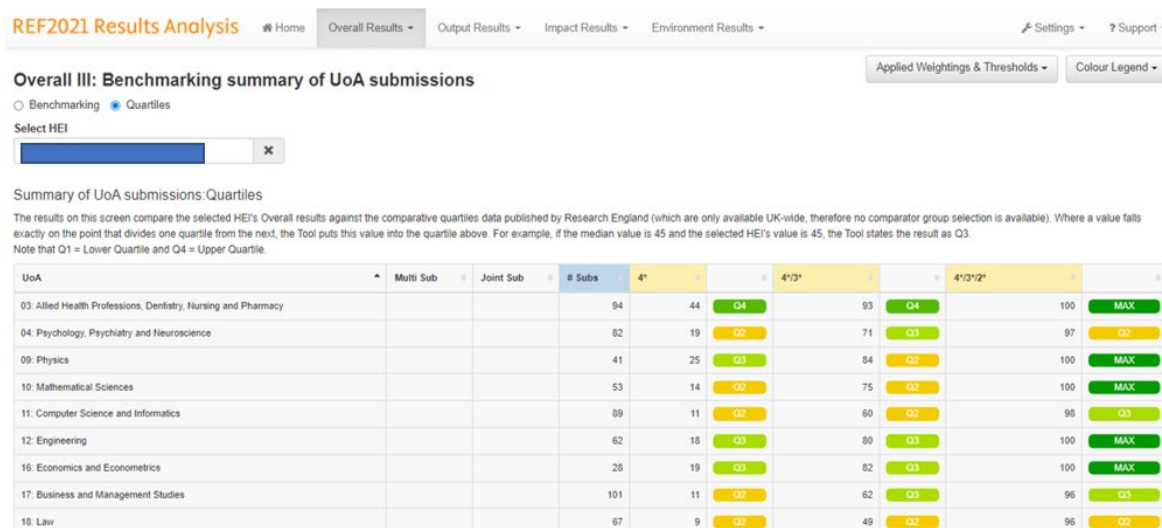 REF2021 Results Analysis Home Overall Results Output Results Impact Results Environment Results Settings ? Support
Applied Weightings & Thresholds Colour Legend
Overall III: Benchmarking summary of UoA submissions
Benchmarking Quartiles
Select HEI
Summary of UoA submissions:Quartiles
The results on this screen compare the selected HEI's Overall results against the comparative quartiles data published by Research England (which are only available UK-wide, therefore no comparator group selection is available). Where a value falls
exactly on the point that divides one quartile from the next, the Tool puts this value into the quartile above. For example, if the median value is 45 and the selected HEI's value is 45, the Tool states the result as Q3.
Note that Q1 = Lower Quartile and Q4 = Upper Quartile.
UoA Multi Sub Joint Sub # Subs 4* 4*/3* 4*/3*/2*
03: Allied Health Professions, Dentistry, Nursing and Pharmacy 94 44 Q4 93 Q4 100 MAX
04: Psychology, Psychiatry and Neuroscience 82 19 Q2 71 Q3 97 Q2
09: Physics 41 25 Q3 84 Q2 100 MAX
10: Mathematical Sciences 53 14 Q2 75 Q2 100 MAX
11: Computer Science and Informatics 89 11 Q2 60 Q2 98 Q3
12: Engineering 62 18 Q3 80 Q3 100 MAX
16: Economics and Econometrics 28 19 Q3 82 Q3 100 MAX
17: Business and Management Studies 101 11 Q2 62 Q3 96 Q3
18: Law 67 9 Q2 49 Q2 96 Q2